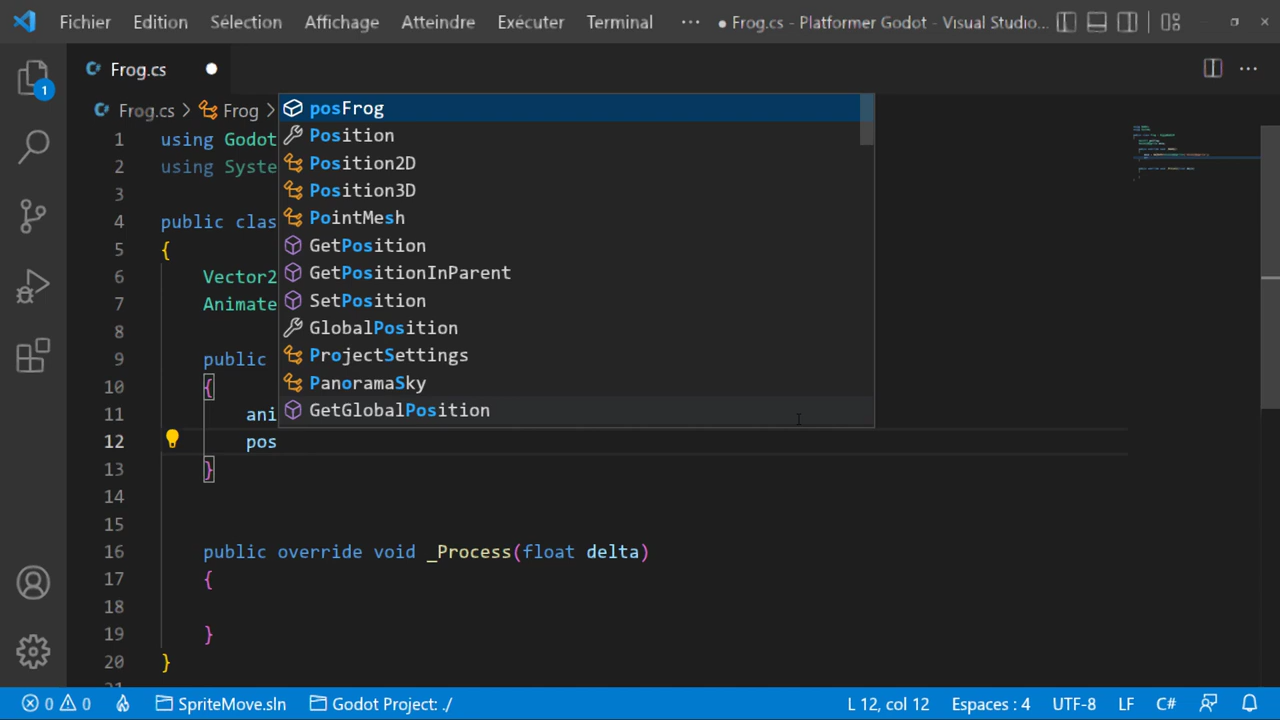 Fichier Edition Sélection Affichage Atteindre Exécuter Terminal ··· ● Frog.cs - Platformer Godot - Visual Studio...
1
Frog.cs ●
Frog.cs > Frog >
posFrog
Position
Position2D
Position3D
PointMesh
GetPosition
GetPositionInParent
SetPosition
GlobalPosition
ProjectSettings
PanoramaSky
GetGlobalPosition
1 using Godot
2 using System
3
4 public clas
5 {
6 Vector2
7 Animate
8
9 public
10 {
11 ani
12 pos
13 }
14
15
16 public override void _Process(float delta)
17 {
18
19 }
20 }
0 0 SpriteMove.sln Godot Project: ./ L 12, col 12 Espaces : 4 UTF-8 LF C#